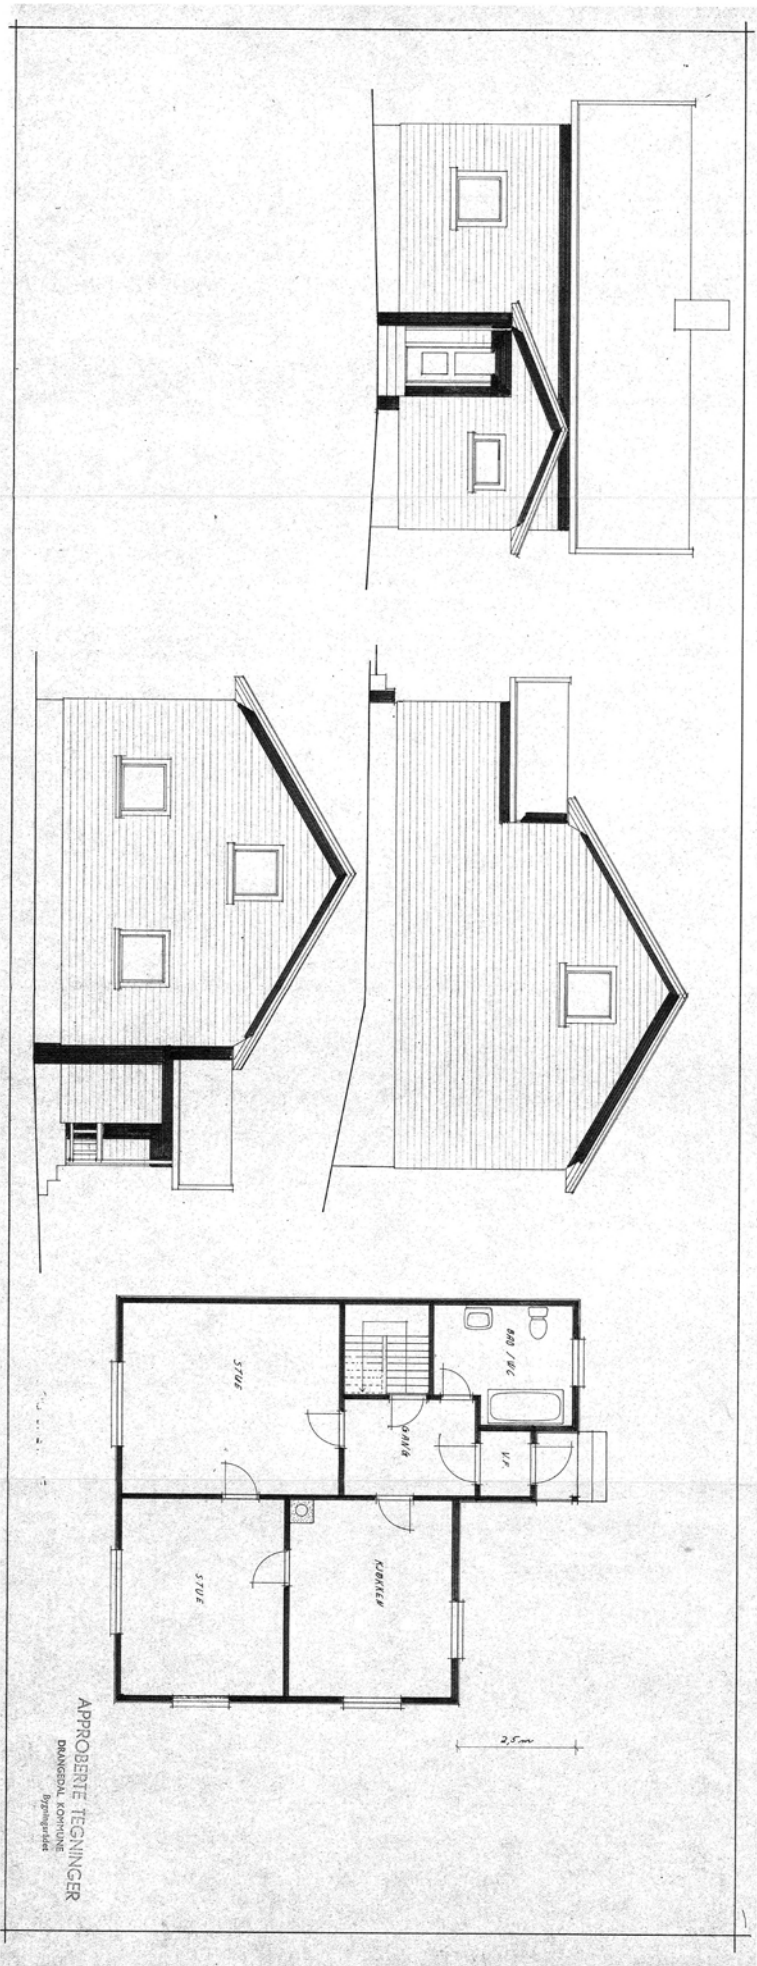 BAD / WC
STUE
GANG
V.F.
STUE
KJØKKEN
2,5 m
APPROBERTE TEGNINGER
DRANGEDAL KOMMUNE
Bygningsrådet